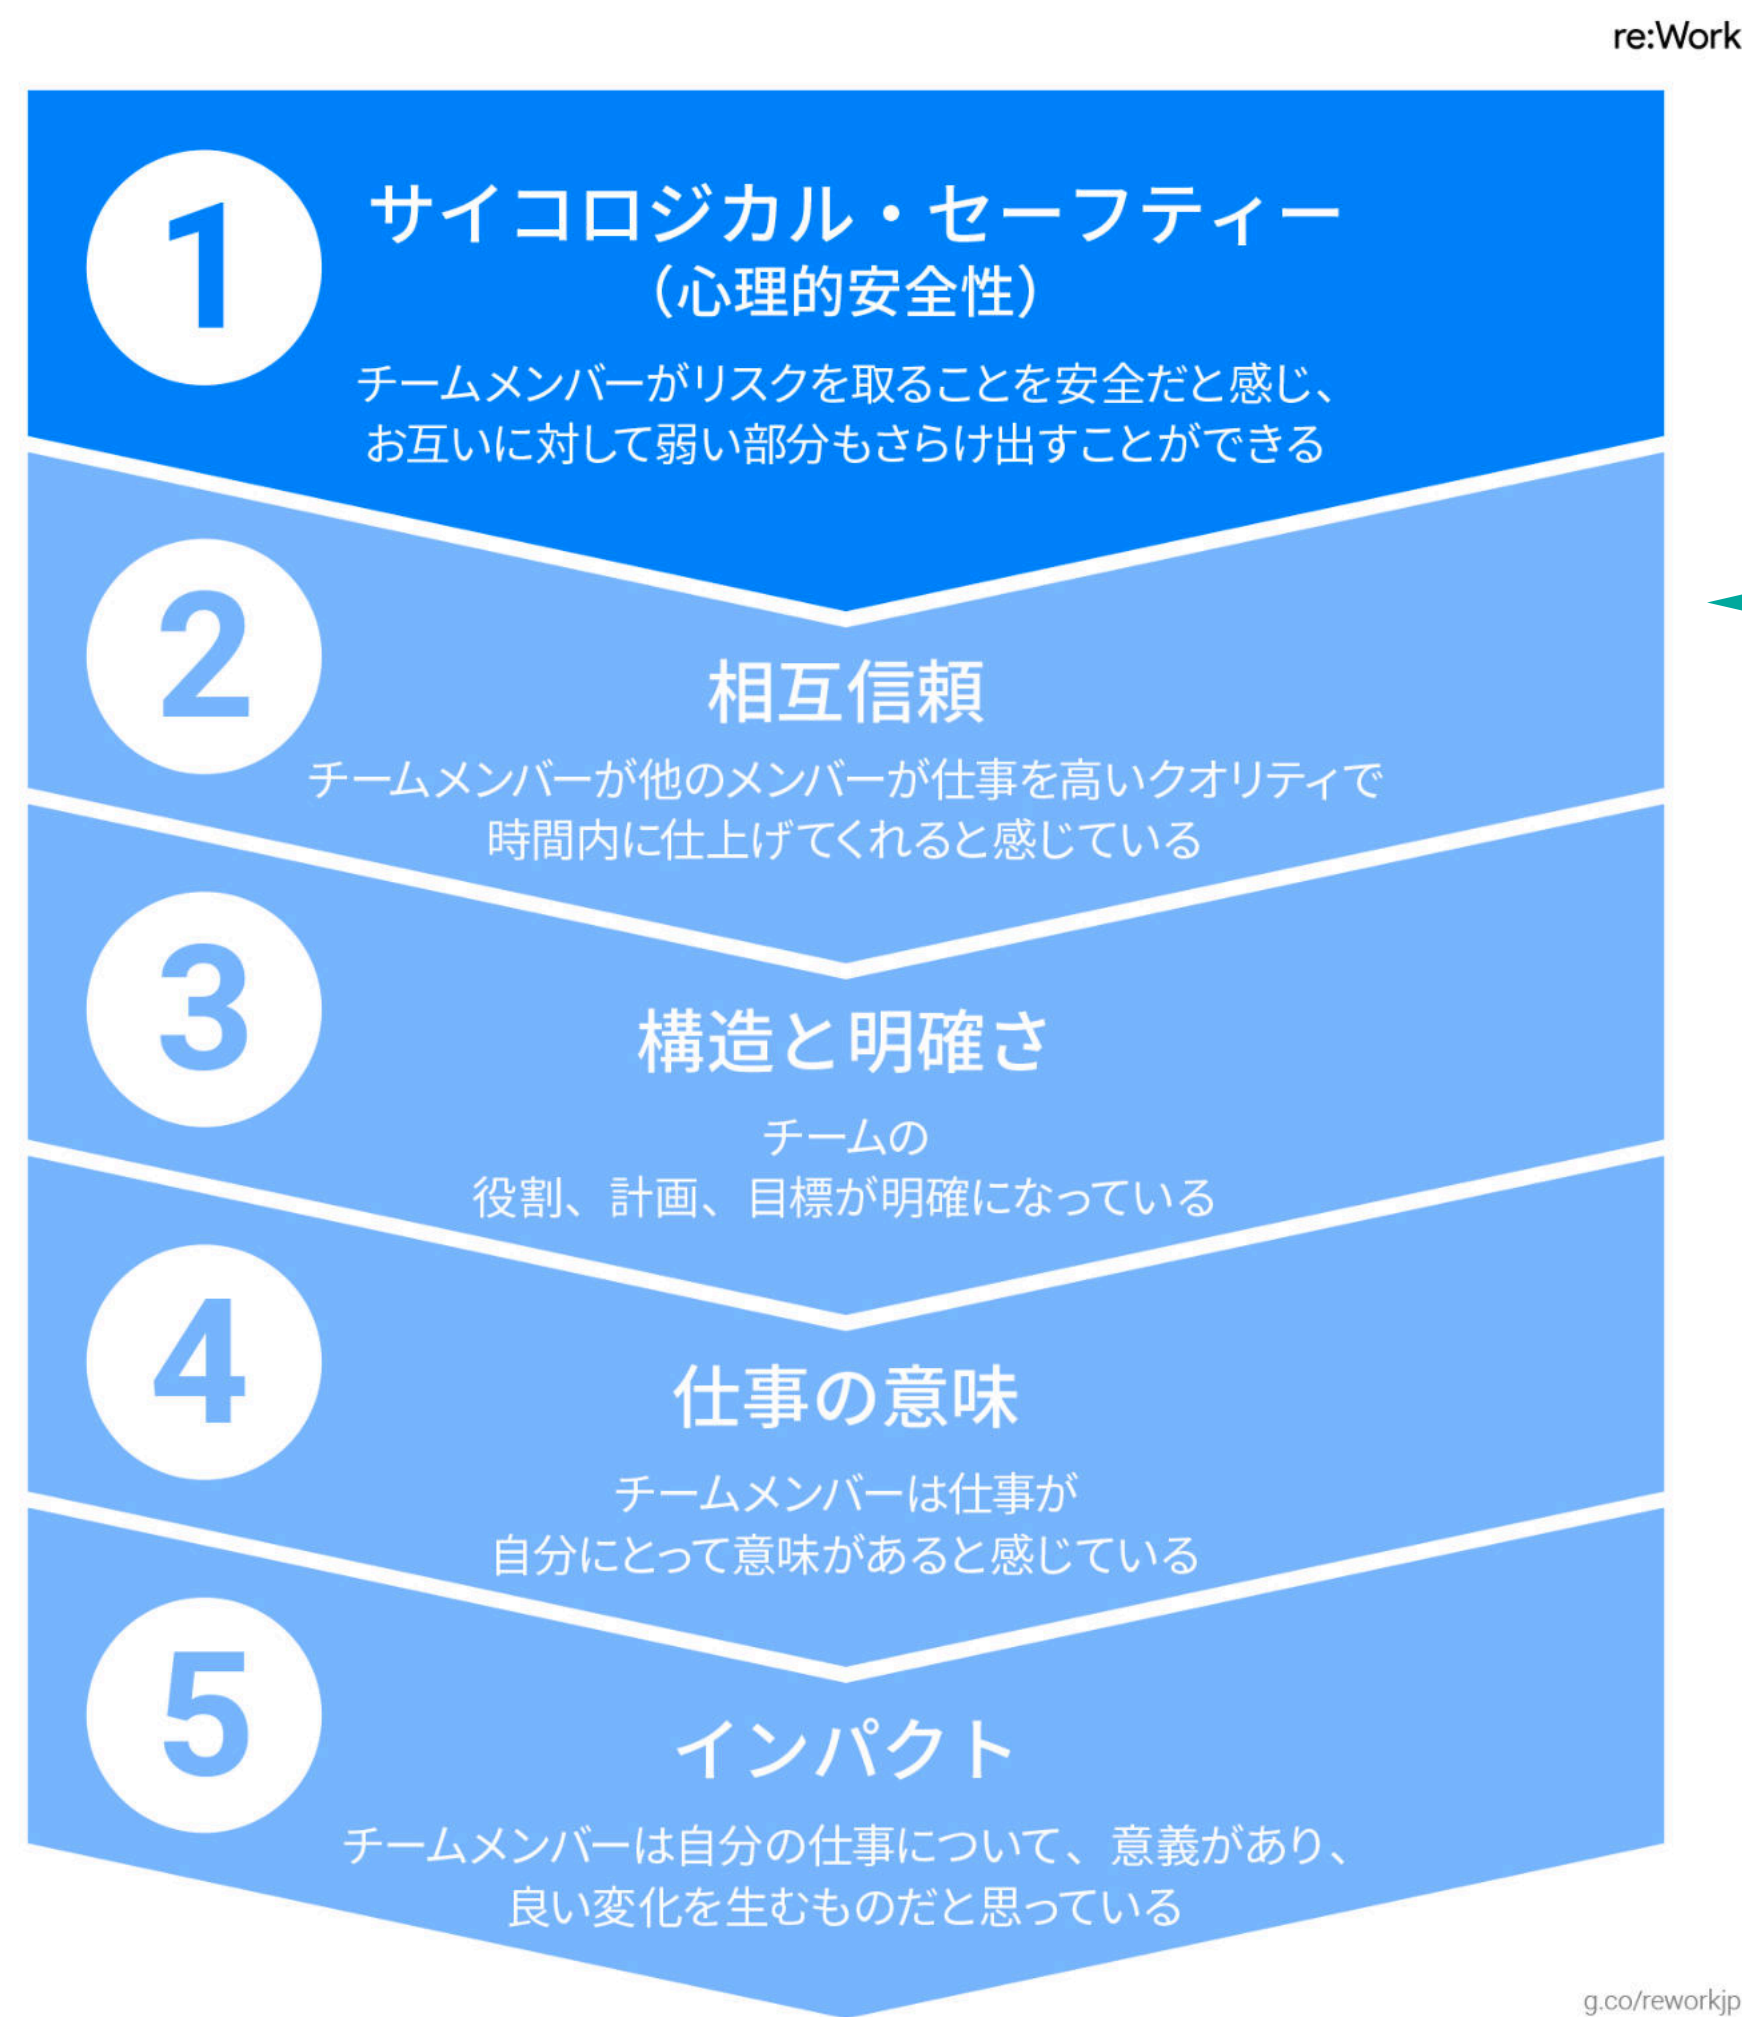 re:Work
1
サイコロジカル・セーフティー
（心理的安全性）
チームメンバーがリスクを取ることを安全だと感じ、
お互いに対して弱い部分もさらけ出すことができる
2
相互信頼
チームメンバーが他のメンバーが仕事を高いクオリティで
時間内に仕上げてくれると感じている
3
構造と明確さ
チームの
役割、計画、目標が明確になっている
4
仕事の意味
チームメンバーは仕事が
自分にとって意味があると感じている
5
インパクト
チームメンバーは自分の仕事について、意義があり、
良い変化を生むものだと思っている
g.co/reworkjp